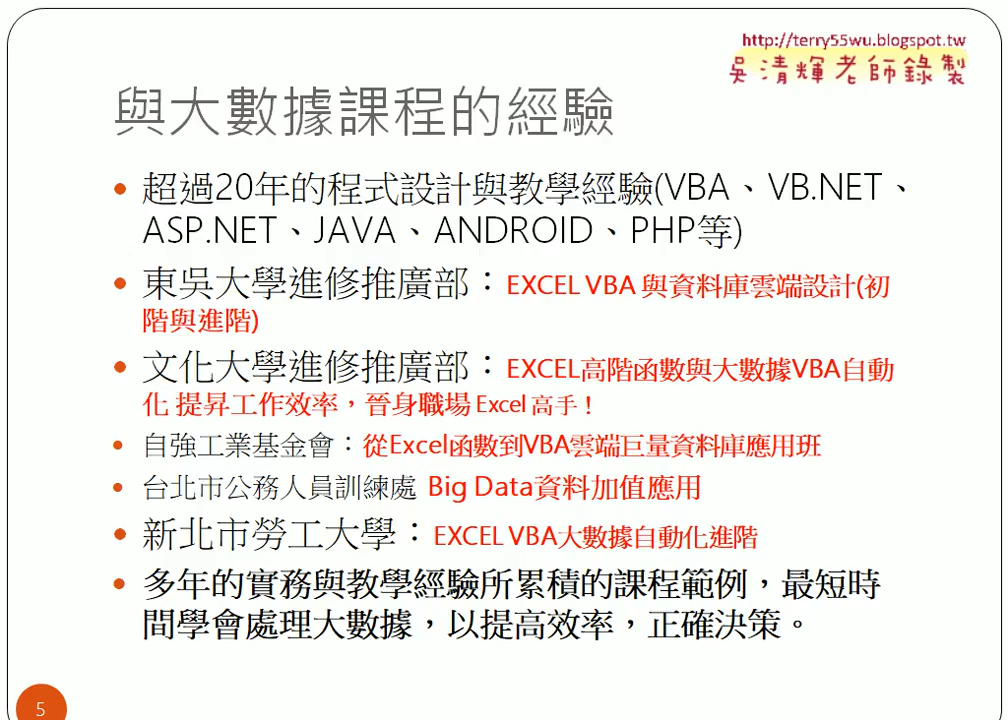 http://terry55wu.blogspot.tw
吳清輝老師錄製
與大數據課程的經驗
超過20年的程式設計與教學經驗(VBA、VB.NET、
ASP.NET、JAVA、ANDROID、PHP等)
東吳大學進修推廣部：EXCEL VBA 與資料庫雲端設計(初
階與進階)
文化大學進修推廣部：EXCEL高階函數與大數據VBA自動
化 提昇工作效率，晉身職場 Excel 高手！
自強工業基金會：從Excel函數到VBA雲端巨量資料庫應用班
台北市公務人員訓練處 Big Data資料加值應用
新北市勞工大學：EXCEL VBA大數據自動化進階
多年的實務與教學經驗所累積的課程範例，最短時
間學會處理大數據，以提高效率，正確決策。
5